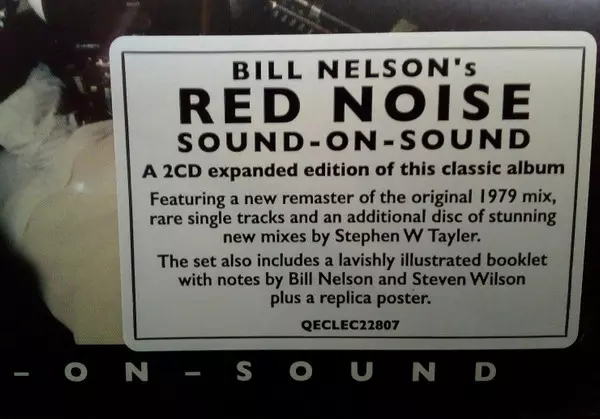 BILL NELSON's
RED NOISE
SOUND-ON-SOUND
A 2CD expanded edition of this classic album
Featuring a new remaster of the original 1979 mix,
rare single tracks and an additional disc of stunning
new mixes by Stephen W Tayler.
The set also includes a lavishly illustrated booklet
with notes by Bill Nelson and Steven Wilson
plus a replica poster.
QECLEC22807
– ON – SOUND